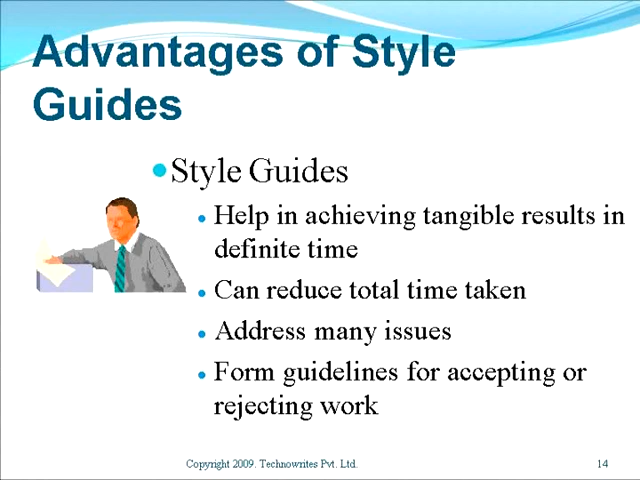 Advantages of Style
Guides
Style Guides
Help in achieving tangible results in
definite time
Can reduce total time taken
Address many issues
Form guidelines for accepting or
rejecting work
Copyright 2009. Technowrites Pvt. Ltd.
14